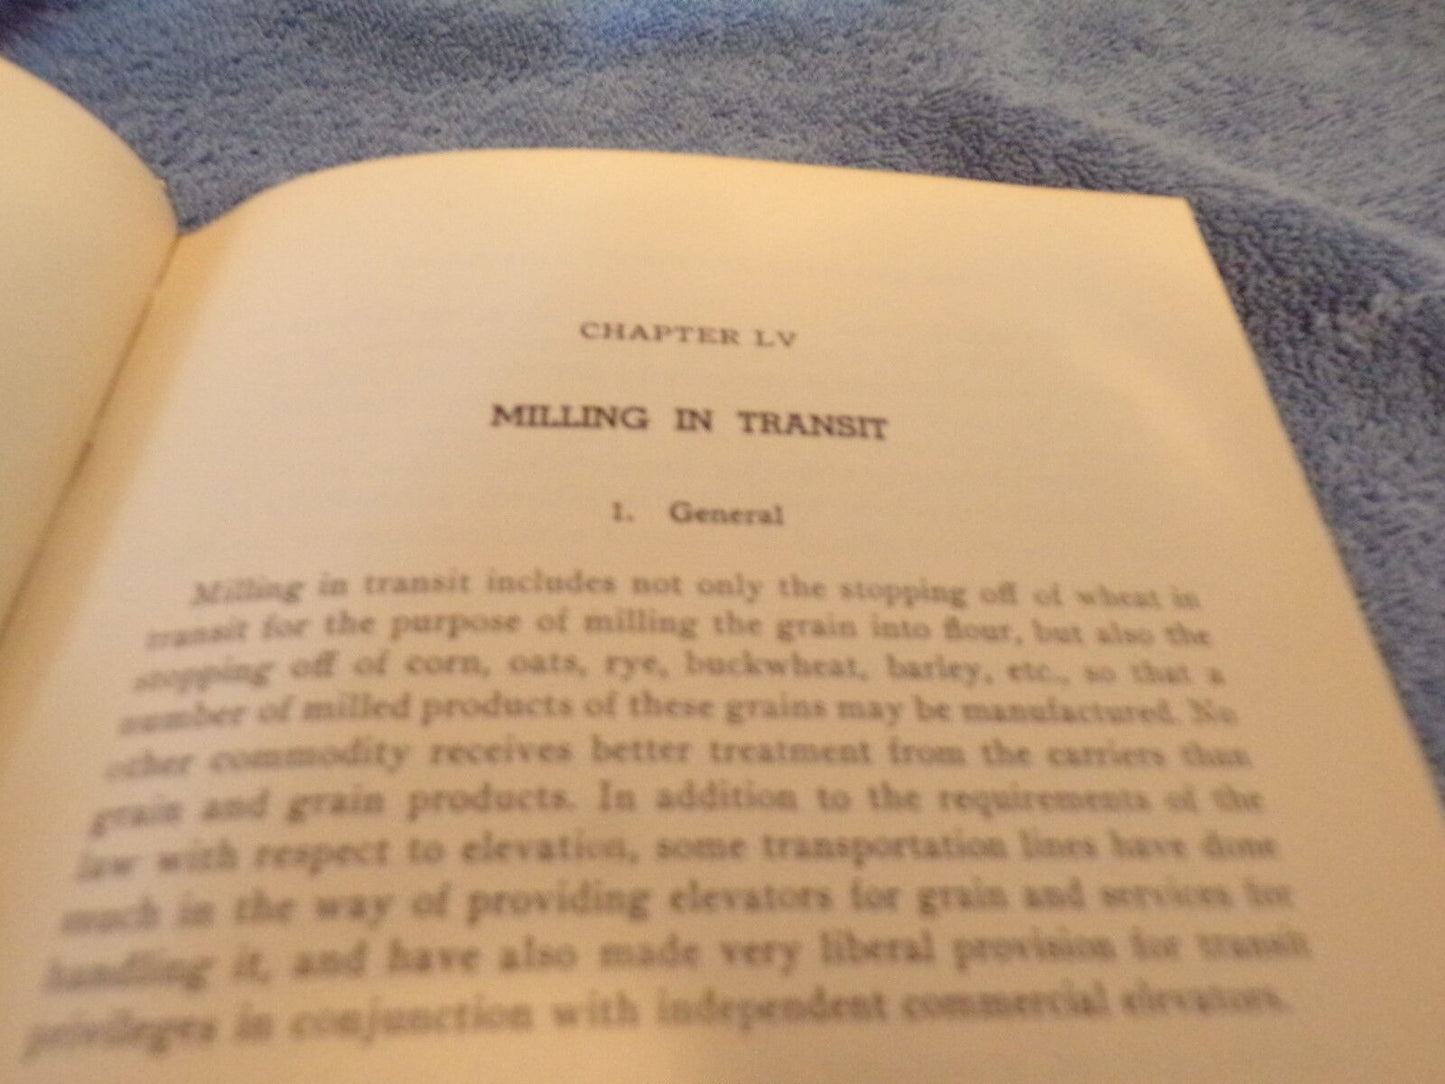 CHAPTER LV
MILLING IN TRANSIT
1. General
Milling in transit includes not only the stopping off of wheat in
transit for the purpose of milling the grain into flour, but also the
stopping off of corn, oats, rye, buckwheat, barley, etc., so that a
number of milled products of these grains may be manufactured. No
other commodity receives better treatment from the carriers than
grain and grain products. In addition to the requirements of the
law with respect to elevation, some transportation lines have done
much in the way of providing elevators for grain and services for
handling it, and have also made very liberal provision for transit
privileges in conjunction with independent commercial elevators.